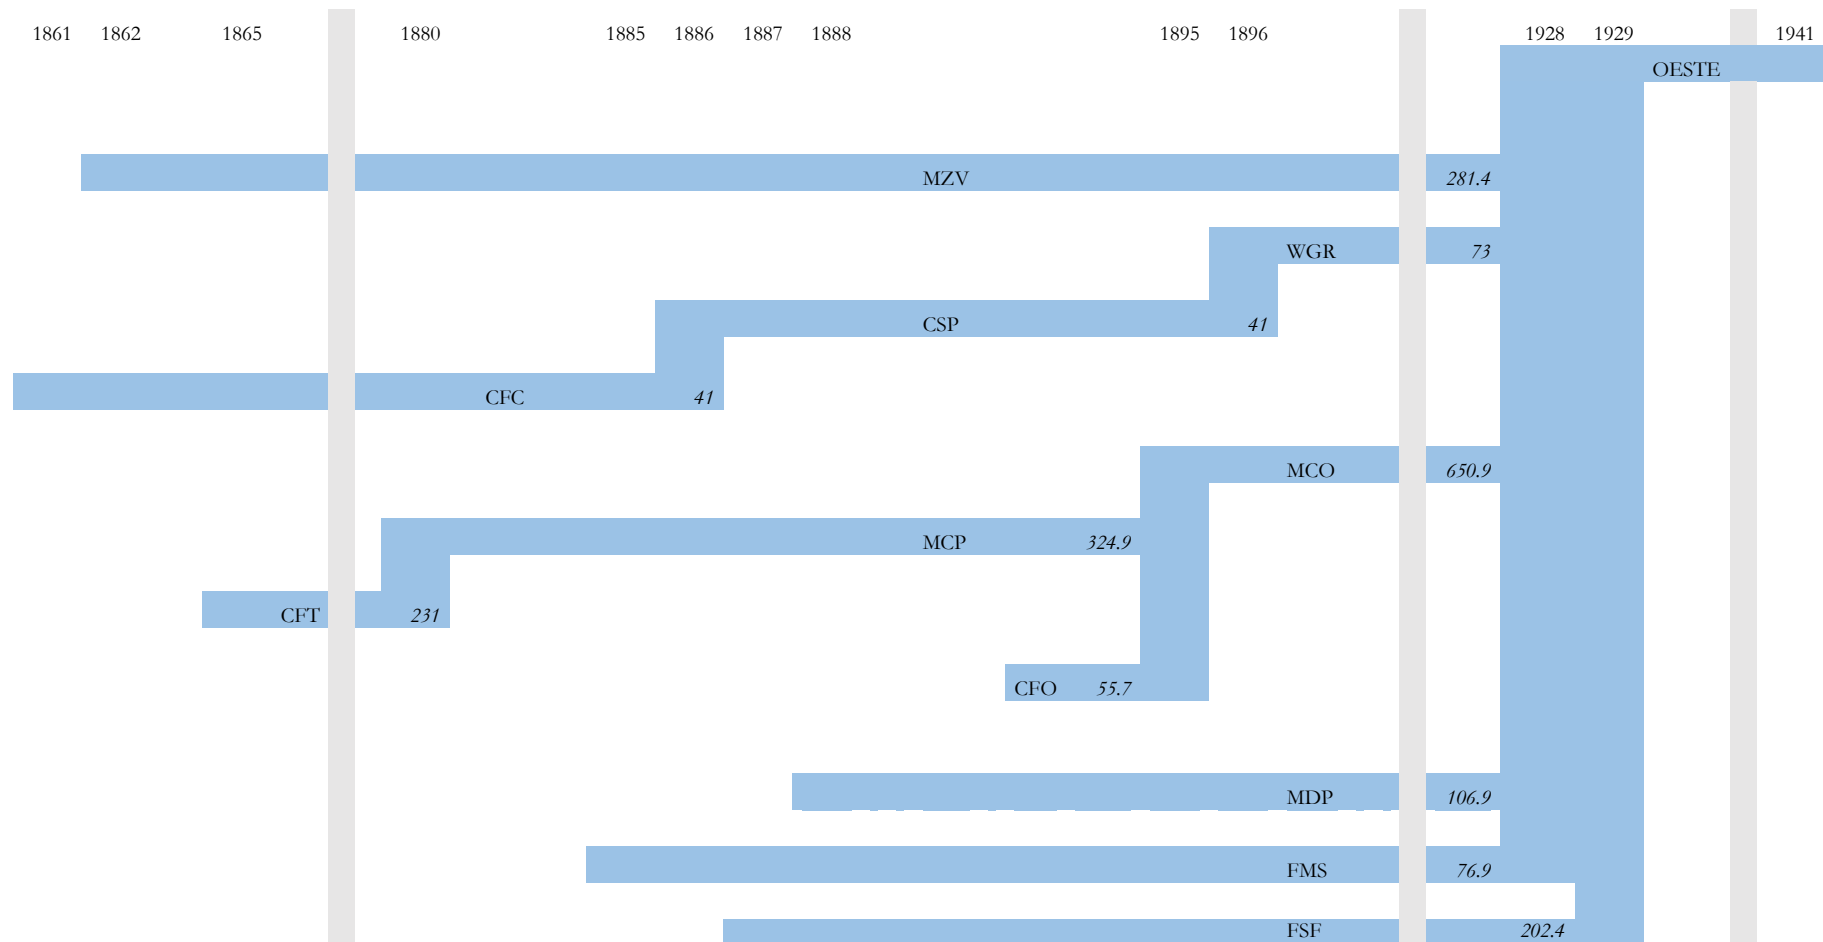 1861 1862 1865 1880 1885 1886 1887 1888 1895 1896 1928 1929 1941
OESTE
MZV 281.4
WGR 73
CSP 41
CFC 41
MCO 650.9
MCP 324.9
CFT 231
CFO 55.7
MDP 106.9
FMS 76.9
FSF 202.4